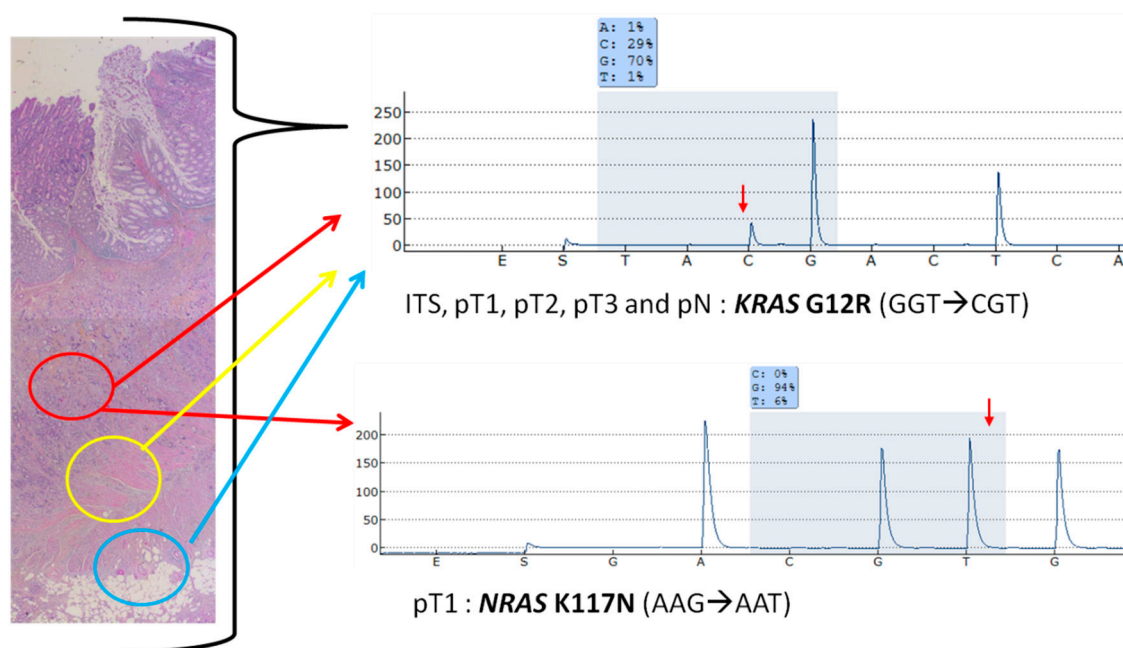 A: 1%
C: 29%
G: 70%
T: 1%
250
200
150
100
50
0
E S T A C G A C T C A
ITS, pT1, pT2, pT3 and pN : KRAS G12R (GGT→CGT)
C: 0%
G: 94%
T: 6%
200
150
100
50
0
E S G A C G T G
pT1 : NRAS K117N (AAG→AAT)